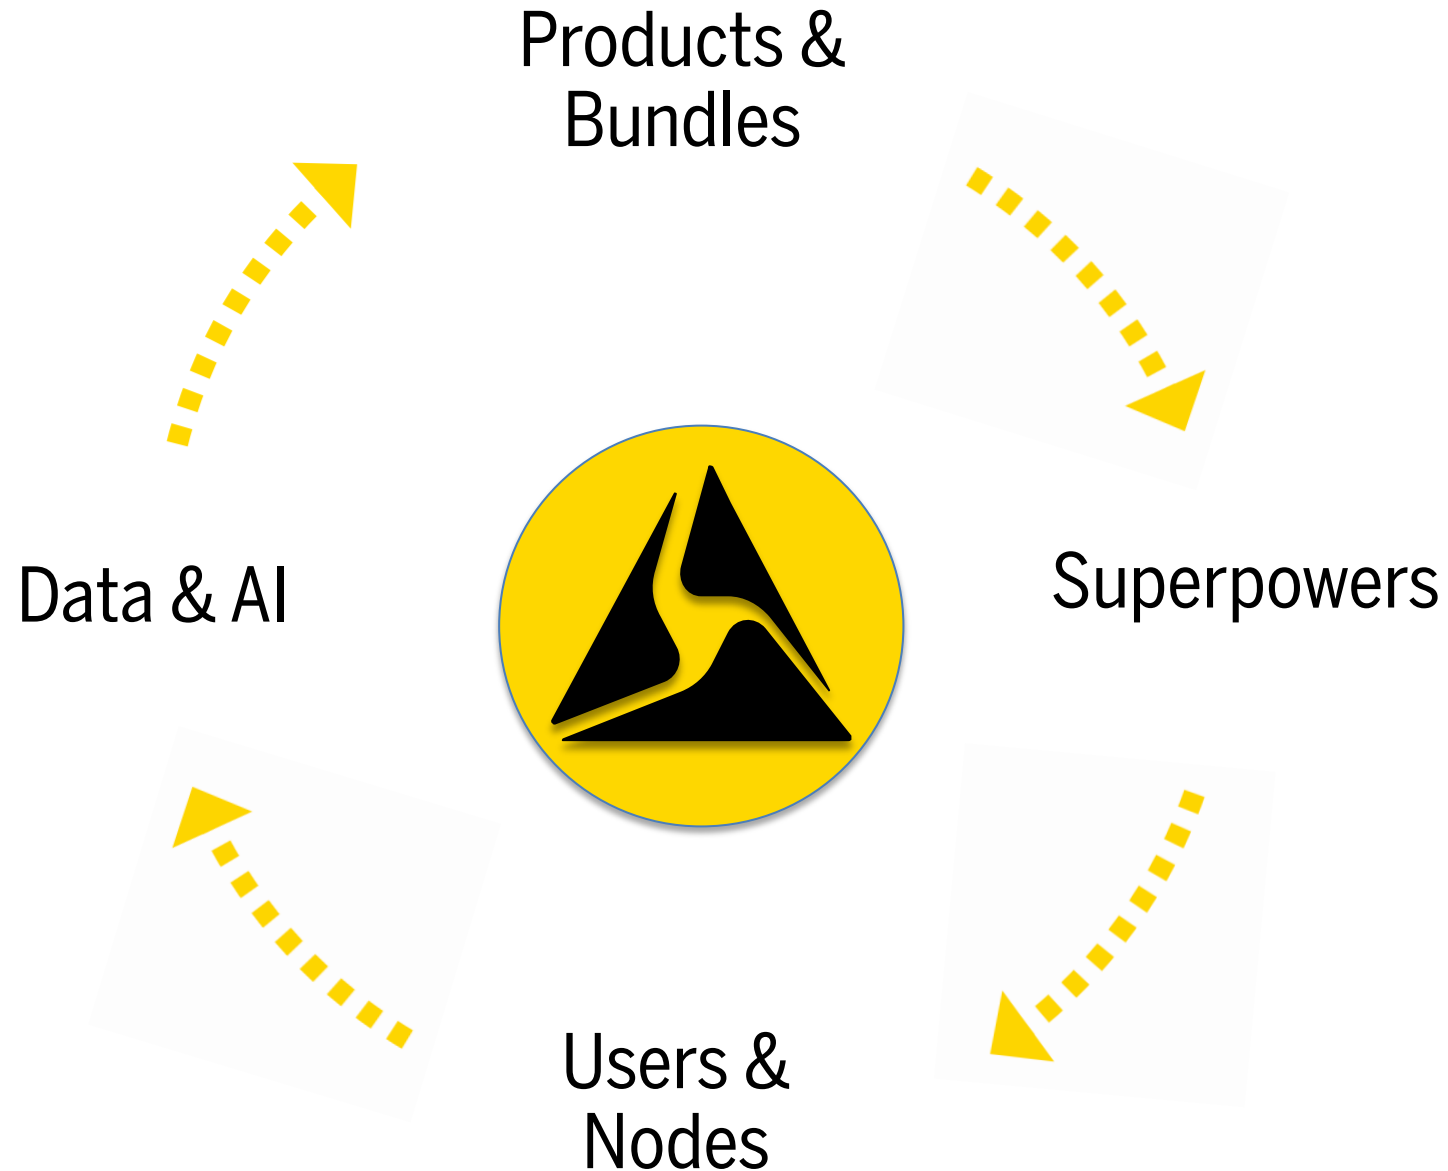 Products &
Bundles
Data & AI
Superpowers
Users &
Nodes